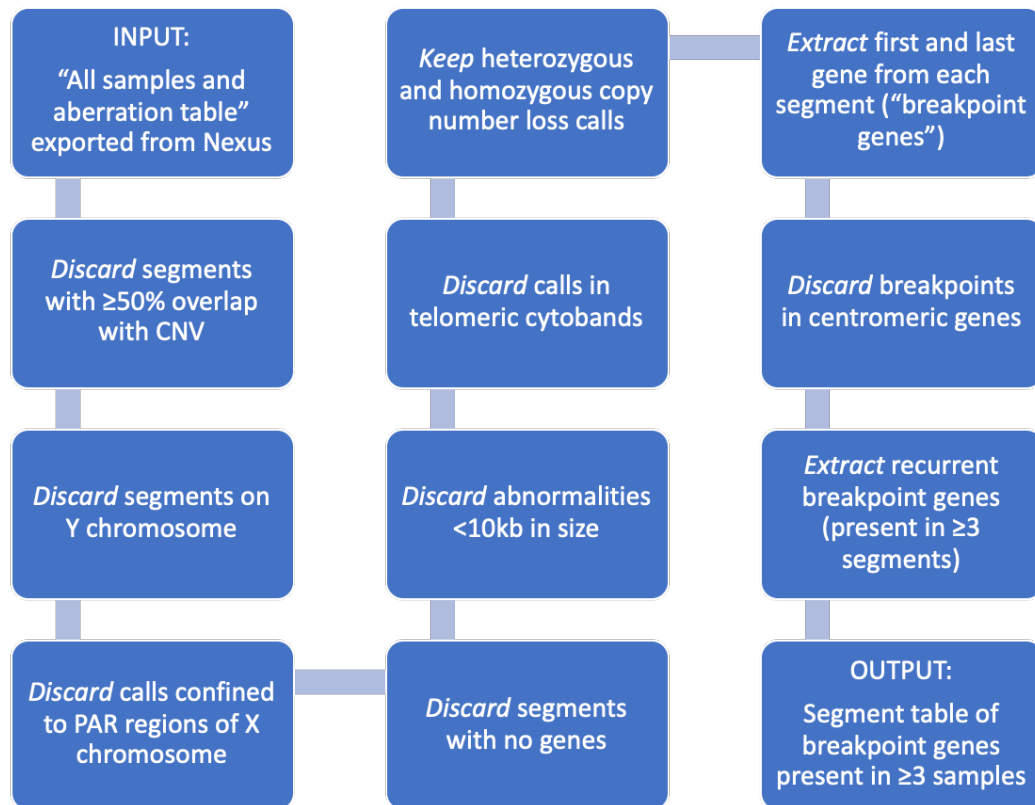 INPUT:
“All samples and
aberration table”
exported from Nexus
Discard segments
with ≥50% overlap
with CNV
Discard segments on
Y chromosome
Discard calls confined
to PAR regions of X
chromosome
Discard segments
with no genes
Discard abnormalities
<10kb in size
Discard calls in
telomeric cytobands
Keep heterozygous
and homozygous copy
number loss calls
Extract first and last
gene from each
segment (“breakpoint
genes”)
Discard breakpoints
in centromeric genes
Extract recurrent
breakpoint genes
(present in ≥3
segments)
OUTPUT:
Segment table of
breakpoint genes
present in ≥3 samples